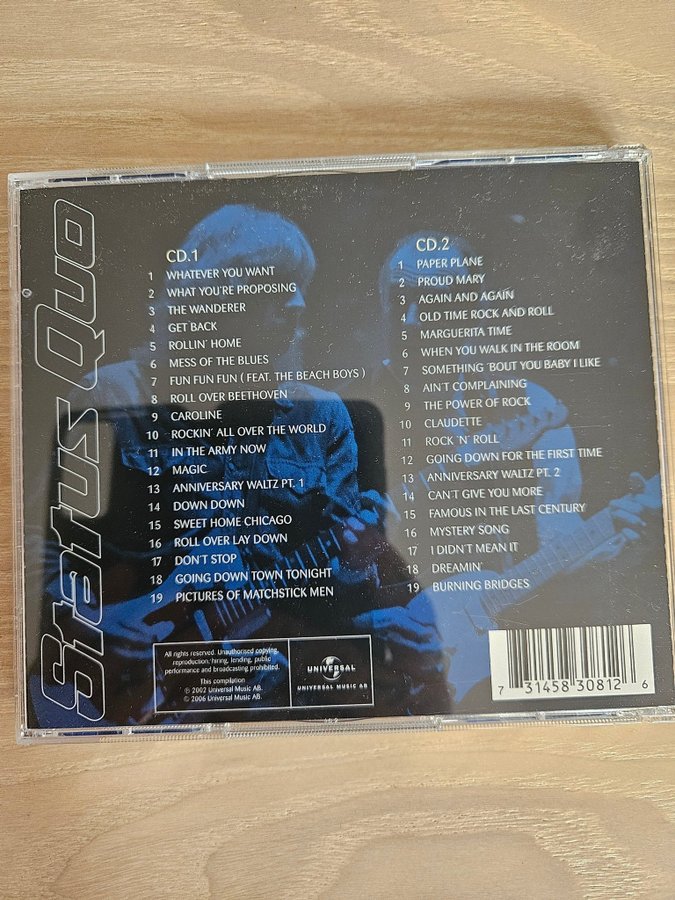 Status Quo
CD.1
1 WHATEVER YOU WANT
2 WHAT YOU'RE PROPOSING
3 THE WANDERER
4 GET BACK
5 ROLLIN' HOME
6 MESS OF THE BLUES
7 FUN FUN FUN ( FEAT. THE BEACH BOYS )
8 ROLL OVER BEETHOVEN
9 CAROLINE
10 ROCKIN' ALL OVER THE WORLD
11 IN THE ARMY NOW
12 MAGIC
13 ANNIVERSARY WALTZ PT. 1
14 DOWN DOWN
15 SWEET HOME CHICAGO
16 ROLL OVER LAY DOWN
17 DON'T STOP
18 GOING DOWN TOWN TONIGHT
19 PICTURES OF MATCHSTICK MEN
CD.2
1 PAPER PLANE
2 PROUD MARY
3 AGAIN AND AGAIN
4 OLD TIME ROCK AND ROLL
5 MARGUERITA TIME
6 WHEN YOU WALK IN THE ROOM
7 SOMETHING 'BOUT YOU BABY I LIKE
8 AIN'T COMPLAINING
9 THE POWER OF ROCK
10 CLAUDETTE
11 ROCK 'N' ROLL
12 GOING DOWN FOR THE FIRST TIME
13 ANNIVERSARY WALTZ PT. 2
14 CAN'T GIVE YOU MORE
15 FAMOUS IN THE LAST CENTURY
16 MYSTERY SONG
17 I DIDN'T MEAN IT
18 DREAMIN'
19 BURNING BRIDGES
All rights reserved. Unauthorised copying,
reproduction, hiring, lending, public
performance and broadcasting prohibited.
This compilation
℗ 2002 Universal Music AB.
© 2006 Universal Music AB.
UNIVERSAL
UNIVERSAL MUSIC AB
7 31458 30812 6